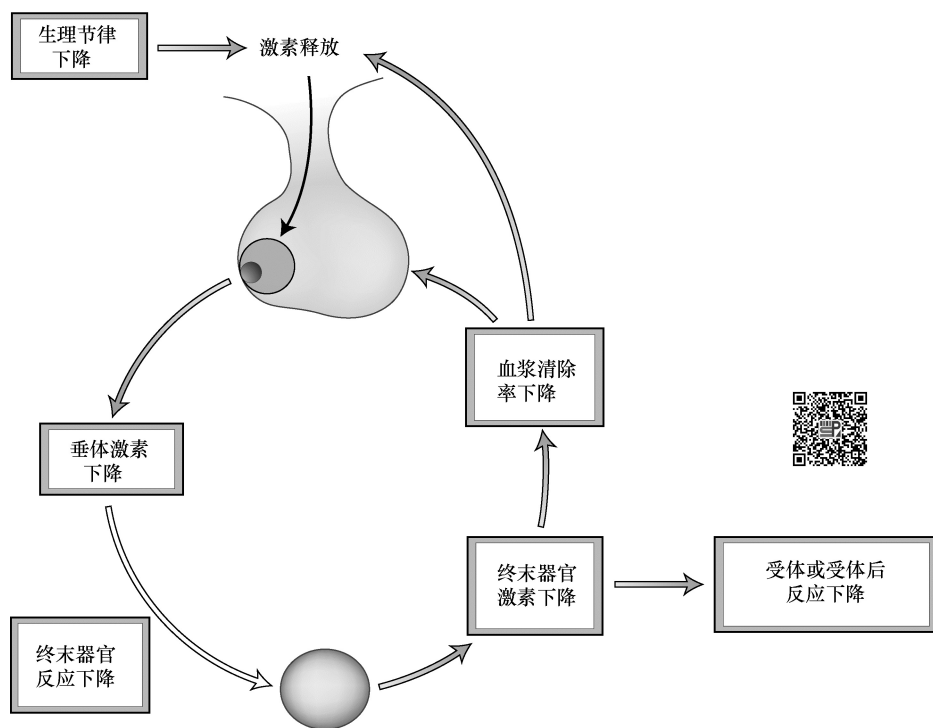 生理节律
下降
激素释放
血浆清除
率下降
垂体激素
下降
终末器官
激素下降
受体或受体后
反应下降
终末器官
反应下降